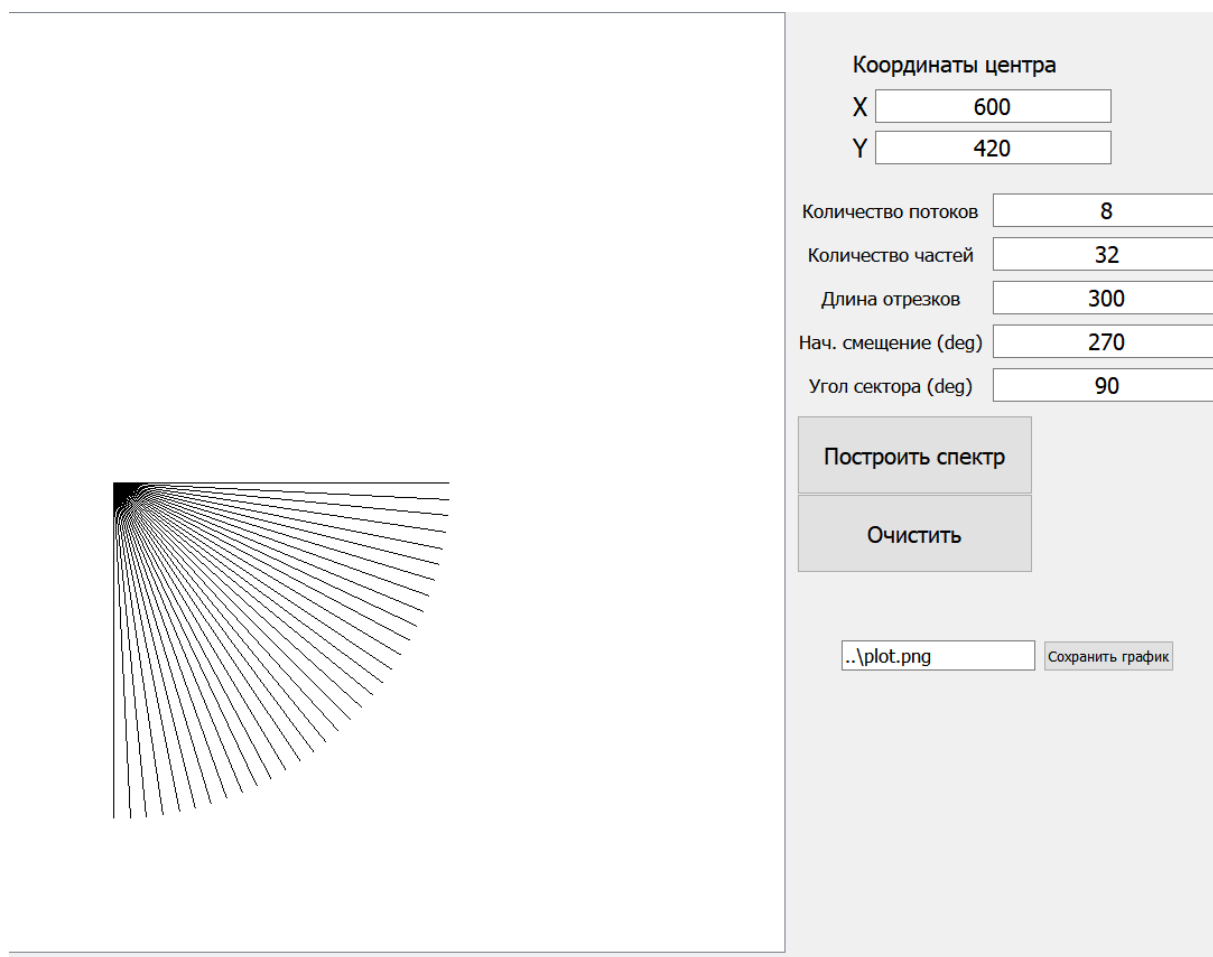 Координаты центра
X 600
Y 420
Количество потоков 8
Количество частей 32
Длина отрезков 300
Нач. смещение (deg) 270
Угол сектора (deg) 90
Построить спектр
Очистить
..\plot.png Сохранить график